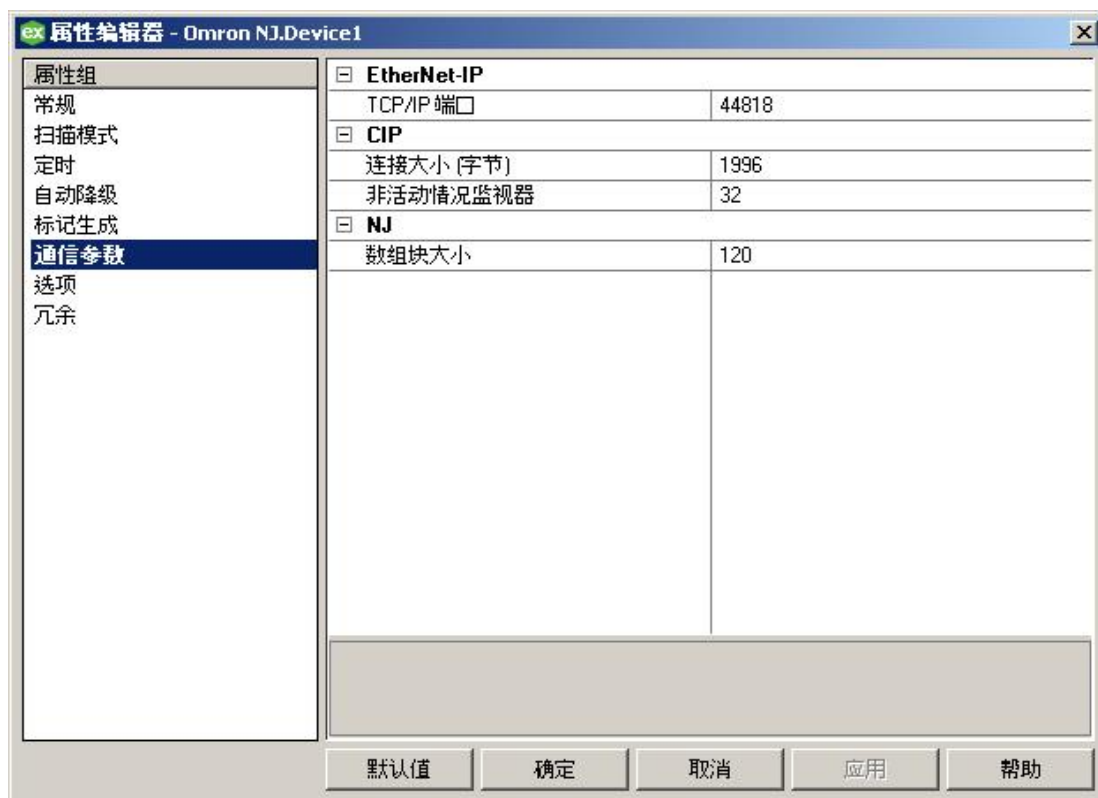 ex 属性编辑器 - Omron NJ.Device1
属性组
常规
扫描模式
定时
自动降级
标记生成
通信参数
选项
冗余
EtherNet-IP
TCP/IP 端口 44818
CIP
连接大小 (字节) 1996
非活动情况监视器 32
NJ
数组块大小 120
默认值 确定 取消 应用 帮助